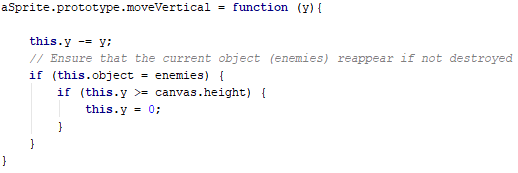 aSprite.prototype.moveVertical = function (y){
this.y -= y;
// Ensure that the current object (enemies) reappear if not destroyed
if (this.object = enemies) {
if (this.y >= canvas.height) {
this.y = 0;
}
}
}